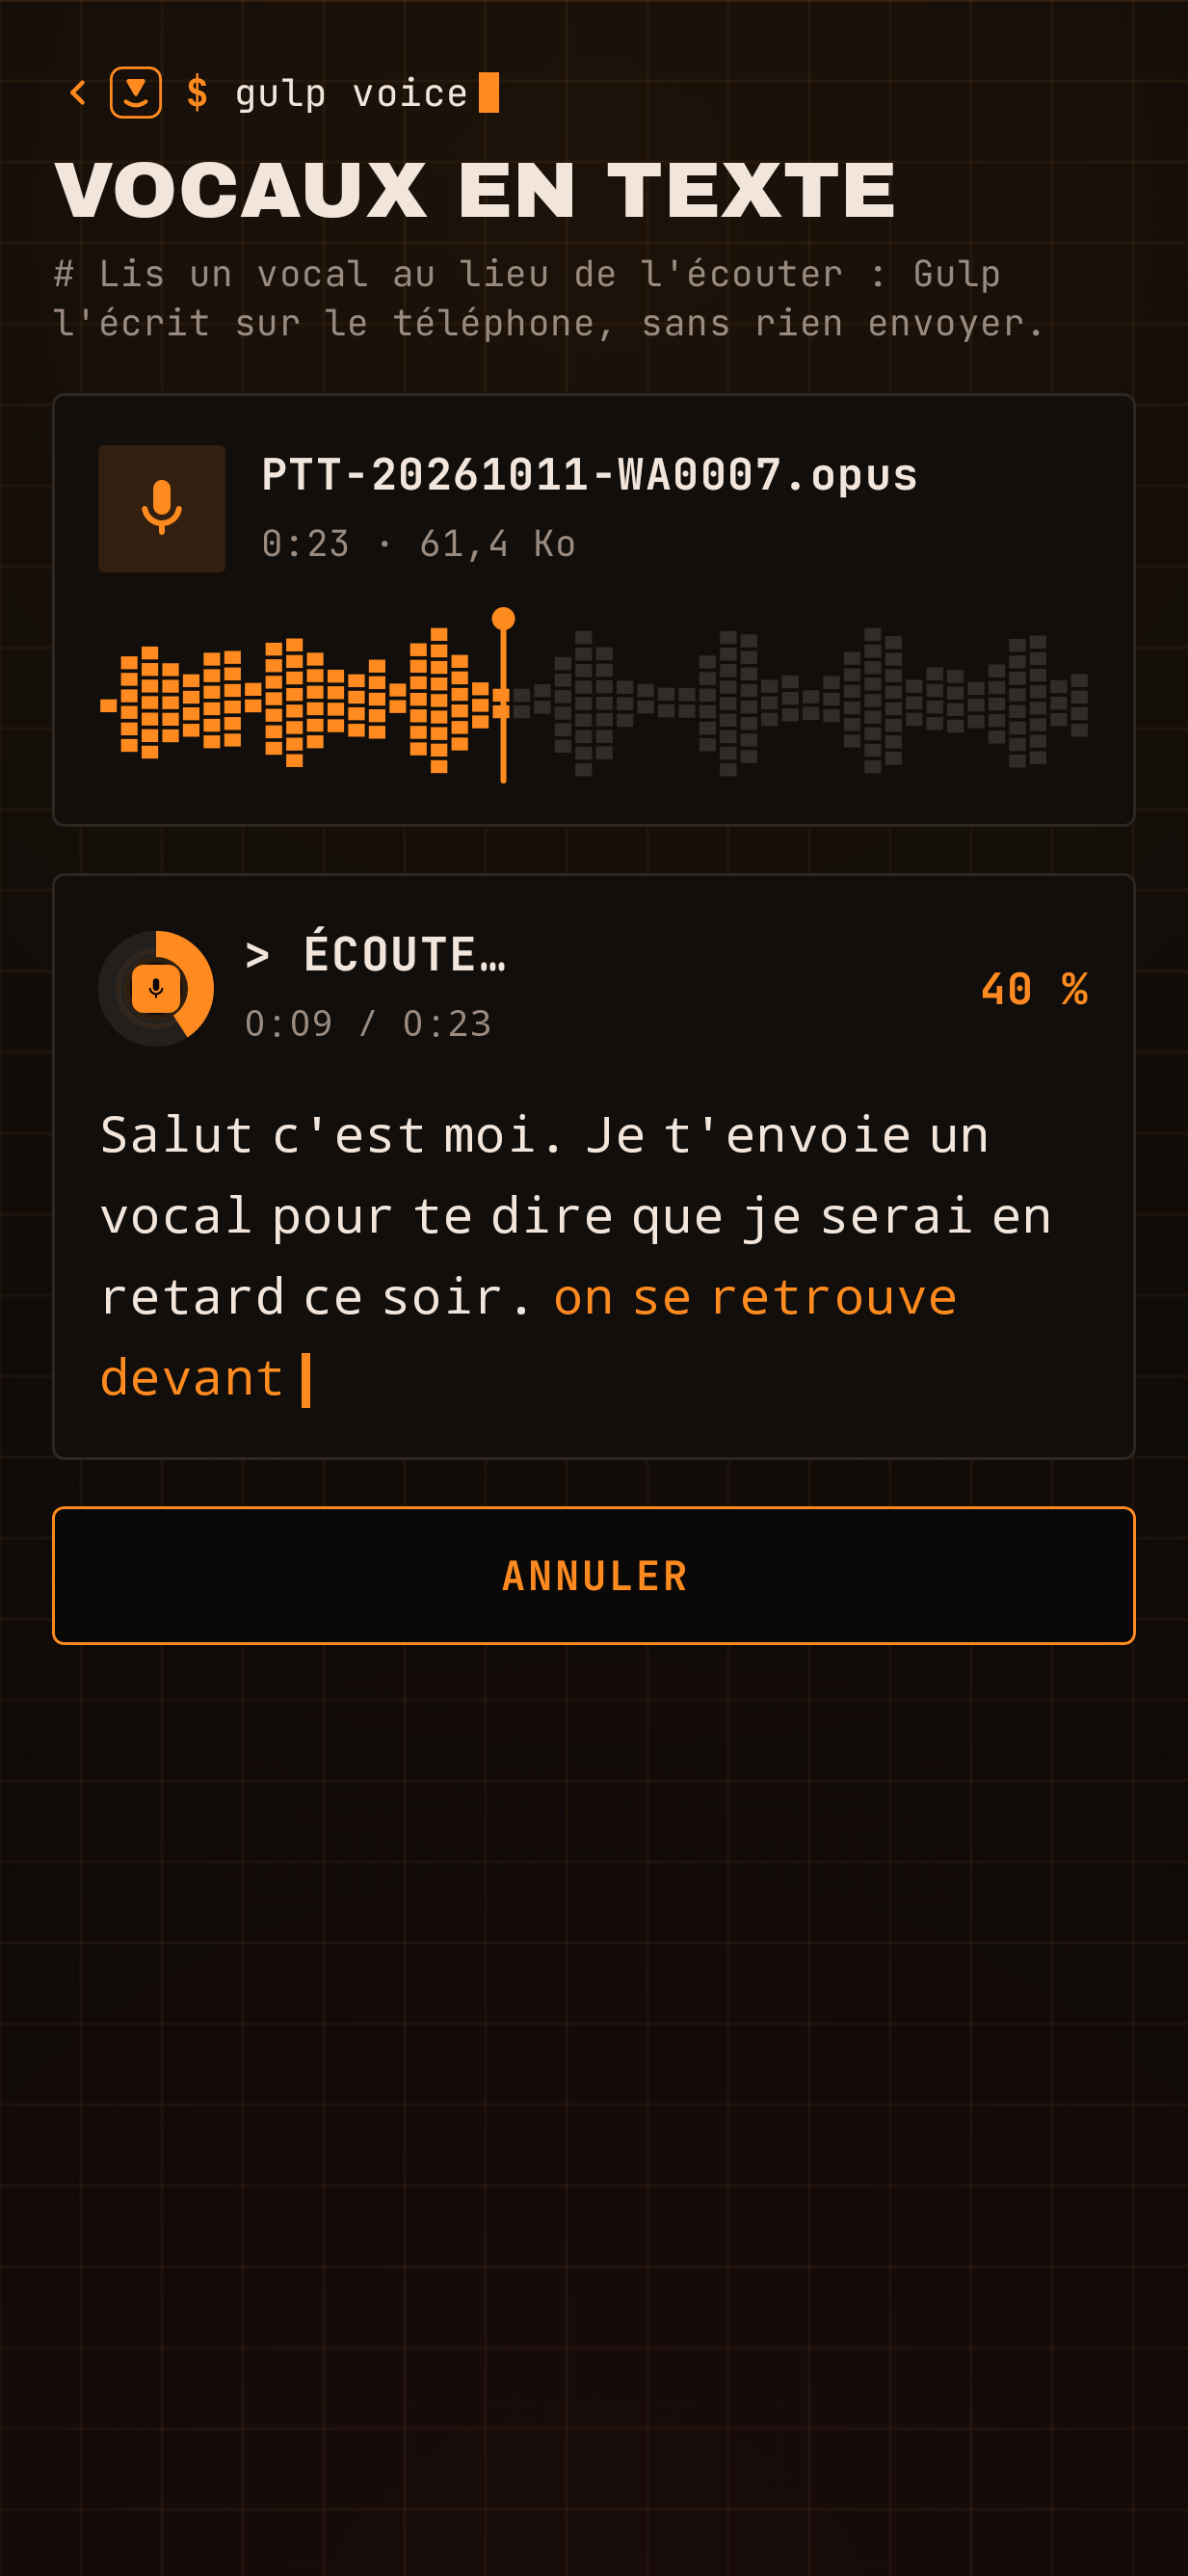 $ gulp voice
VOCAUX EN TEXTE
# Lis un vocal au lieu de l'écouter : Gulp
l'écrit sur le téléphone, sans rien envoyer.
PTT-20261011-WA0007.opus
0:23 · 61,4 Ko
> ÉCOUTE…
0:09 / 0:23
40 %
Salut c'est moi. Je t'envoie un
vocal pour te dire que je serai en
retard ce soir. on se retrouve
devant
ANNULER